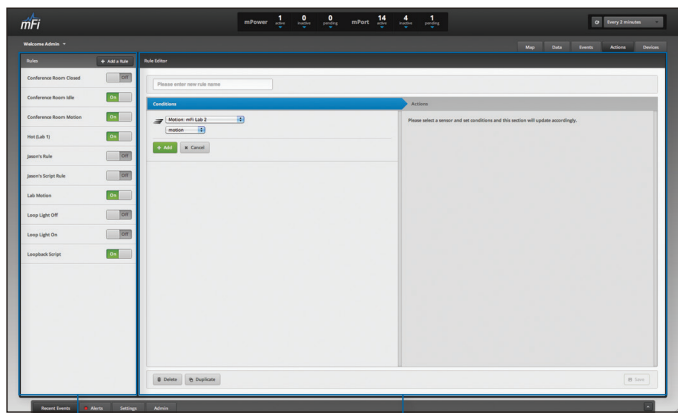 mFi
mPower 1 active 0 inactive 0 pending mPort 14 active 4 inactive 1 pending
Every 2 minutes
Welcome Admin
Map Data Events Actions Devices
Rules + Add a Rule Rule Editor
Conference Room Closed Off
Please enter new rule name
Conference Room Idle On
Conditions Actions
Conference Room Motion On
Motion: mFi Lab 2
Please select a sensor and set conditions and this section will update accordingly.
motion
Hot (Lab 1) On
+ Add x Cancel
Jason's Rule Off
Jason's Script Rule Off
Lab Motion On
Loop Light Off Off
Loop Light On Off
Loopback Script On
Delete Duplicate Save
Recent Events Alerts Settings Admin